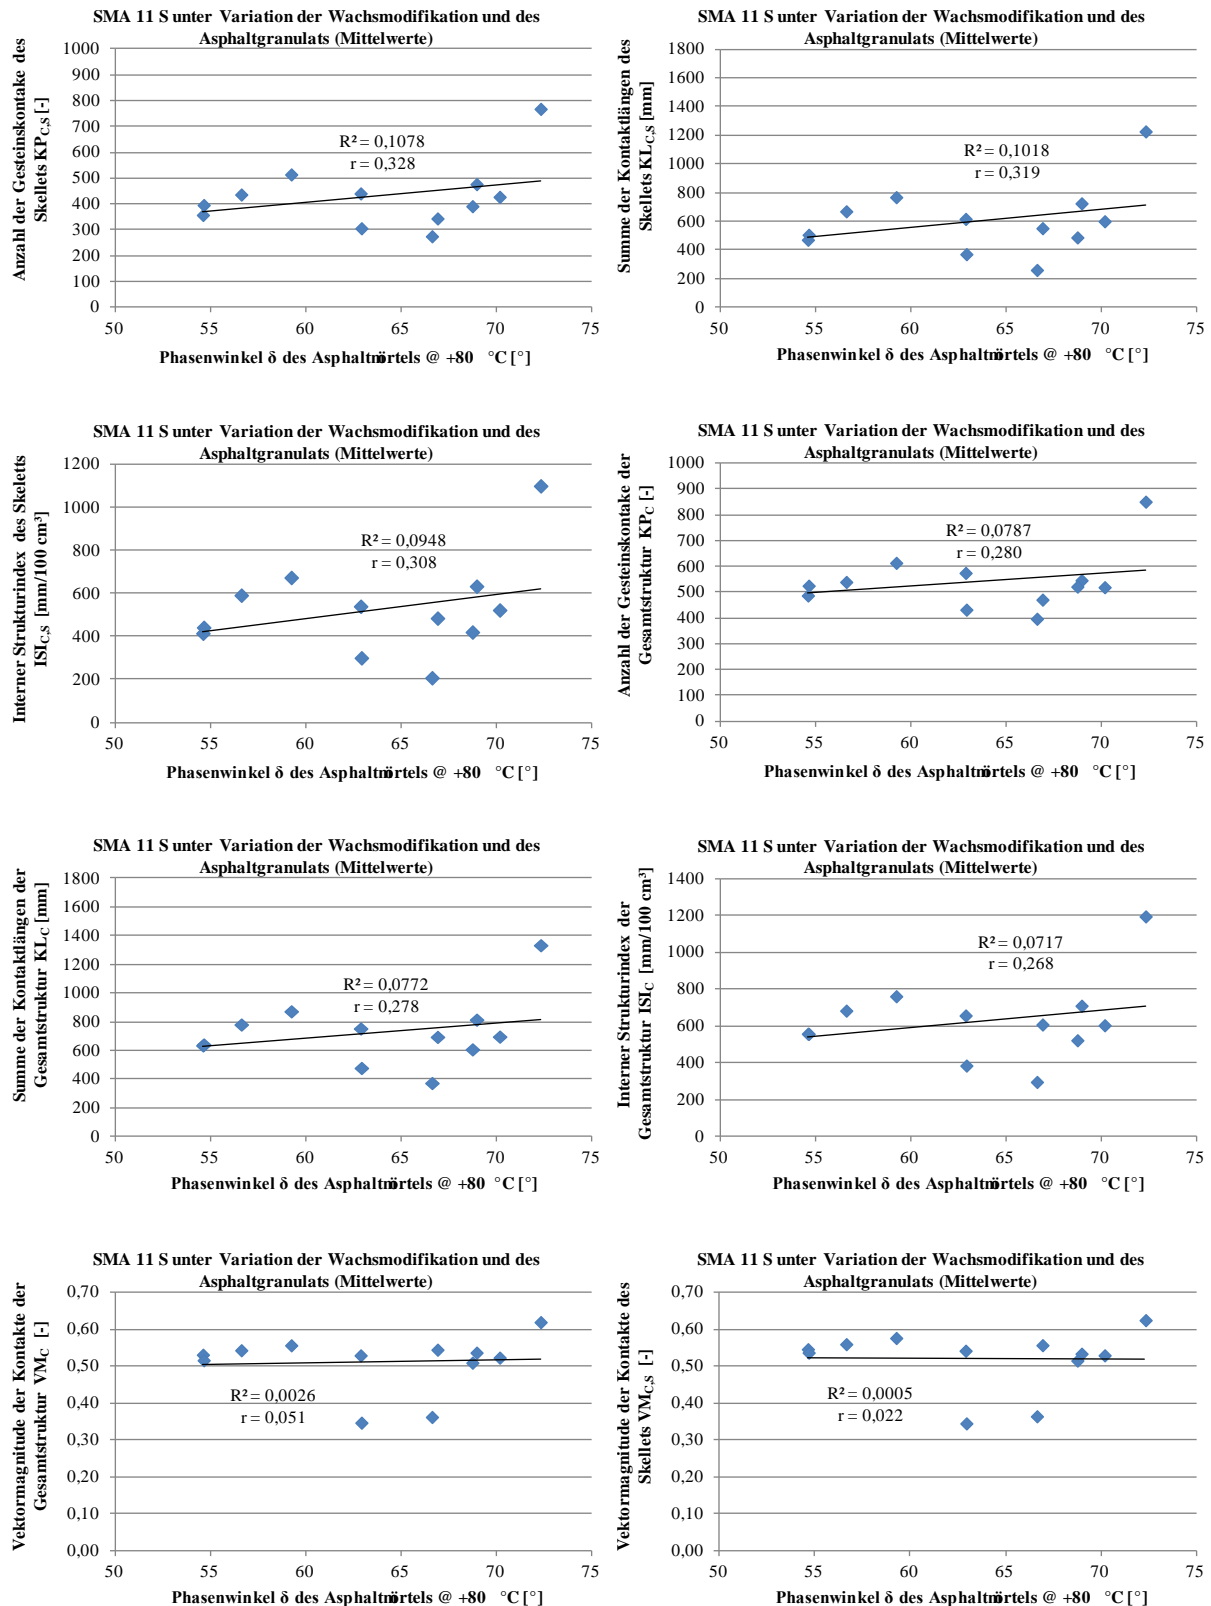 SMA 11 S unter Variation der Wachsmodifikation und des
Asphaltgranulats (Mittelwerte)
Anzahl der Gesteinskontake des
Skellets KP_C,S [-]
1000
900
800
700
600
500
400
300
200
100
0
R² = 0,1078
r = 0,328
50 55 60 65 70 75
Phasenwinkel δ des Asphaltmörtels @ +80 °C [°]
SMA 11 S unter Variation der Wachsmodifikation und des
Asphaltgranulats (Mittelwerte)
Summe der Kontaktlängen des
Skellets KL_C,S [mm]
1800
1600
1400
1200
1000
800
600
400
200
0
R² = 0,1018
r = 0,319
50 55 60 65 70 75
Phasenwinkel δ des Asphaltmörtels @ +80 °C [°]
SMA 11 S unter Variation der Wachsmodifikation und des
Asphaltgranulats (Mittelwerte)
Interner Strukturindex des Skeletts
ISI_C,S [mm/100 cm³]
1200
1000
800
600
400
200
0
R² = 0,0948
r = 0,308
50 55 60 65 70 75
Phasenwinkel δ des Asphaltmörtels @ +80 °C [°]
SMA 11 S unter Variation der Wachsmodifikation und des
Asphaltgranulats (Mittelwerte)
Anzahl der Gesteinskontake der
Gesamtstruktur KP_C [-]
1000
900
800
700
600
500
400
300
200
100
0
R² = 0,0787
r = 0,280
50 55 60 65 70 75
Phasenwinkel δ des Asphaltmörtels @ +80 °C [°]
SMA 11 S unter Variation der Wachsmodifikation und des
Asphaltgranulats (Mittelwerte)
Summe der Kontaktlängen der
Gesamtstruktur KL_C [mm]
1800
1600
1400
1200
1000
800
600
400
200
0
R² = 0,0772
r = 0,278
50 55 60 65 70 75
Phasenwinkel δ des Asphaltmörtels @ +80 °C [°]
SMA 11 S unter Variation der Wachsmodifikation und des
Asphaltgranulats (Mittelwerte)
Interner Strukturindex der
Gesamtstruktur ISI_C [mm/100 cm³]
1400
1200
1000
800
600
400
200
0
R² = 0,0717
r = 0,268
50 55 60 65 70 75
Phasenwinkel δ des Asphaltmörtels @ +80 °C [°]
SMA 11 S unter Variation der Wachsmodifikation und des
Asphaltgranulats (Mittelwerte)
Vektormagnitude der Kontakte der
Gesamtstruktur VM_C [-]
0,70
0,60
0,50
0,40
0,30
0,20
0,10
0,00
R² = 0,0026
r = 0,051
50 55 60 65 70 75
Phasenwinkel δ des Asphaltmörtels @ +80 °C [°]
SMA 11 S unter Variation der Wachsmodifikation und des
Asphaltgranulats (Mittelwerte)
Vektormagnitude der Kontakte des
Skellets VM_C,S [-]
0,70
0,60
0,50
0,40
0,30
0,20
0,10
0,00
R² = 0,0005
r = 0,022
50 55 60 65 70 75
Phasenwinkel δ des Asphaltmörtels @ +80 °C [°]